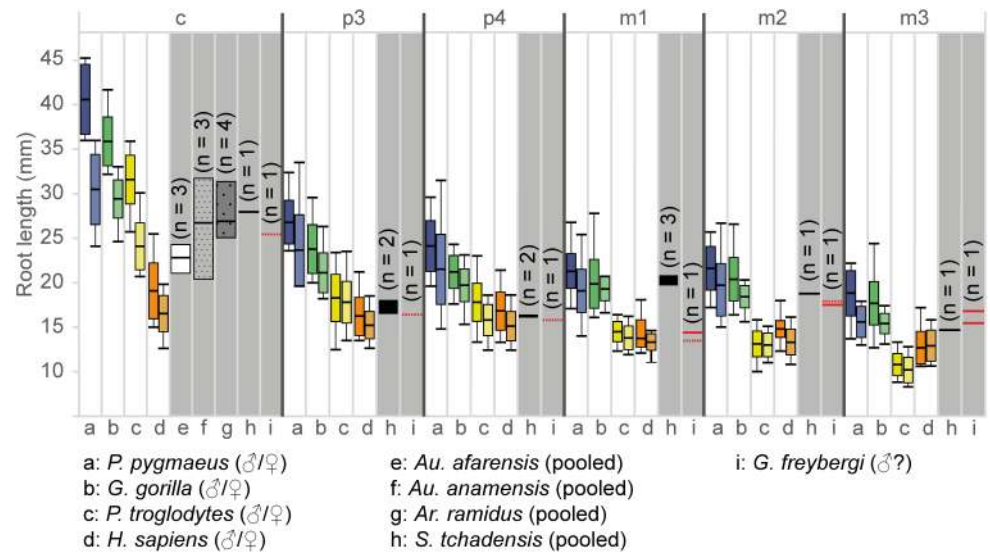 c p3 p4 m1 m2 m3
Root length (mm)
45
40
35
30
25
20
15
10
(n = 3)
(n = 3)
(n = 4)
(n = 1)
(n = 1)
(n = 2)
(n = 1)
(n = 2)
(n = 1)
(n = 3)
(n = 1)
(n = 1)
(n = 1)
(n = 1)
(n = 1)
a b c d e f g h i a b c d h i a b c d h i a b c d h i a b c d h i a b c d h i
a: P. pygmaeus (♂/♀) e: Au. afarensis (pooled) i: G. freybergi (♂?)
b: G. gorilla (♂/♀) f: Au. anamensis (pooled)
c: P. troglodytes (♂/♀) g: Ar. ramidus (pooled)
d: H. sapiens (♂/♀) h: S. tchadensis (pooled)